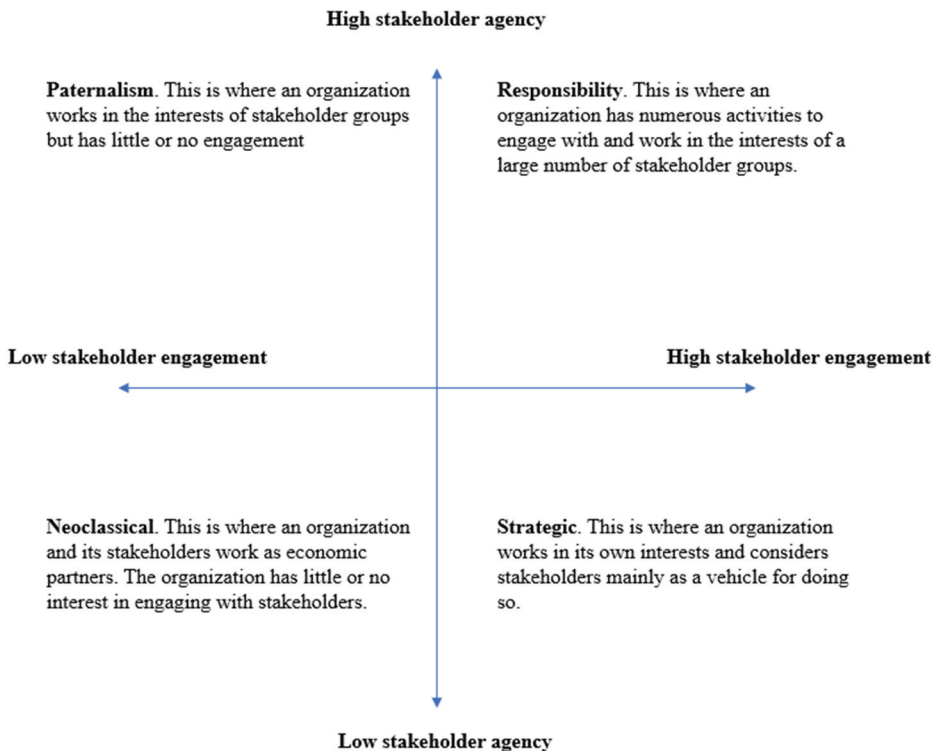 High stakeholder agency
Paternalism. This is where an organization
works in the interests of stakeholder groups
but has little or no engagement
Responsibility. This is where an
organization has numerous activities to
engage with and work in the interests of a
large number of stakeholder groups.
Low stakeholder engagement
High stakeholder engagement
Neoclassical. This is where an organization
and its stakeholders work as economic
partners. The organization has little or no
interest in engaging with stakeholders.
Strategic. This is where an organization
works in its own interests and considers
stakeholders mainly as a vehicle for doing
so.
Low stakeholder agency